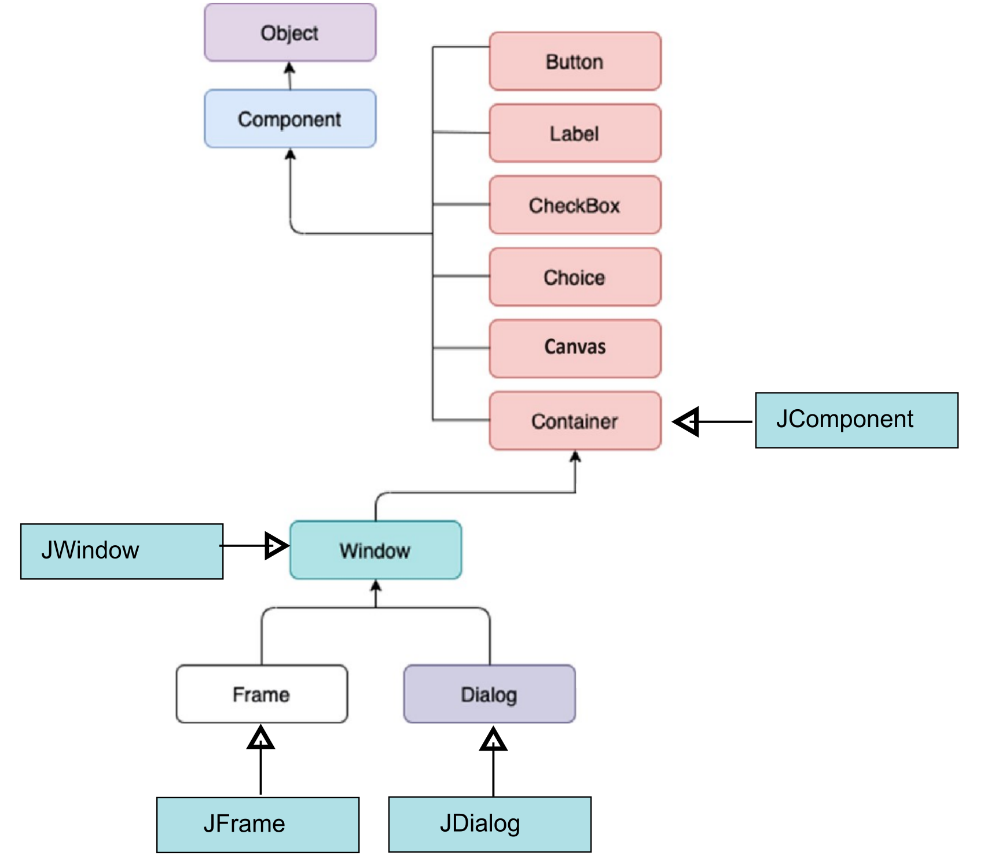 Object
Component
Button
Label
CheckBox
Choice
Canvas
Container
JComponent
JWindow
Window
Frame
Dialog
JFrame
JDialog